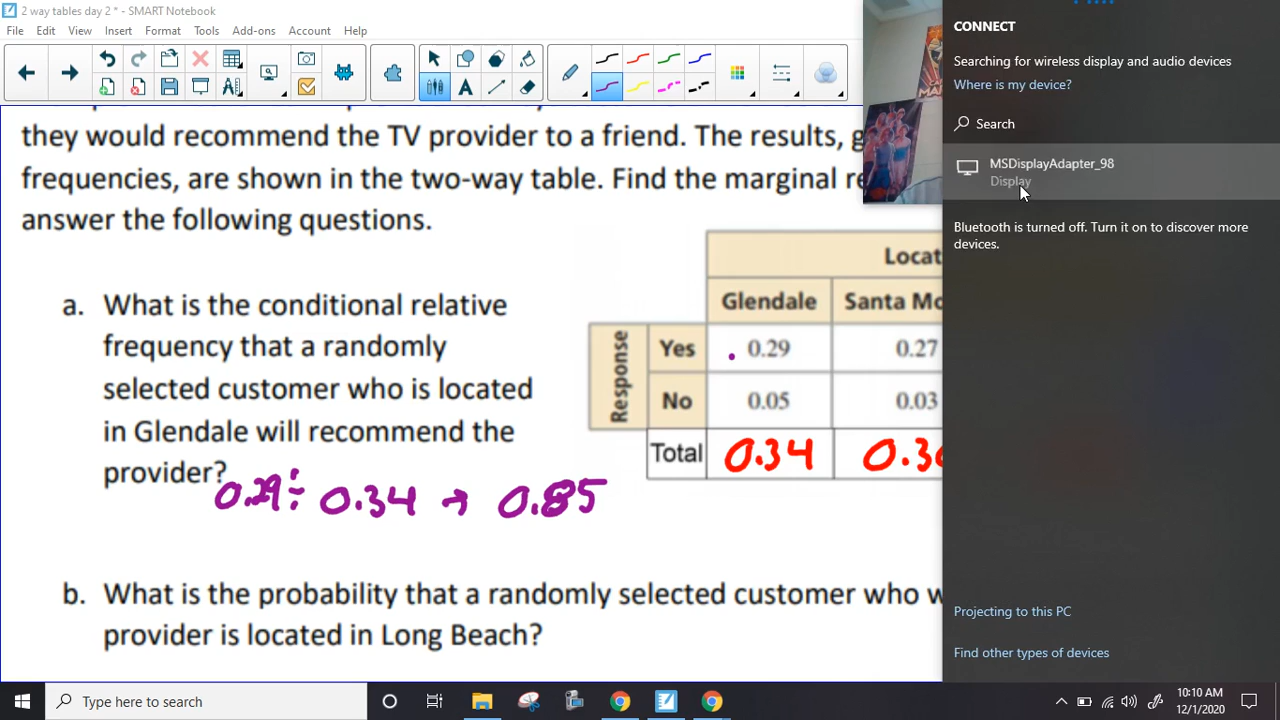 2 way tables day 2 * - SMART Notebook
File Edit View Insert Format Tools Add-ons Account Help
they would recommend the TV provider to a friend. The results,
frequencies, are shown in the two-way table. Find the marginal
answer the following questions.
a. What is the conditional relative
frequency that a randomly
selected customer who is located
in Glendale will recommend the
provider?
0.29 ÷ 0.34 → 0.85
Glendale Santa
Response
Yes 0.29 0.27
No 0.05 0.03
Total 0.34
b. What is the probability that a randomly selected customer who
provider is located in Long Beach?
CONNECT
Searching for wireless display and audio devices
Where is my device?
Search
MSDisplayAdapter_98
Display
Bluetooth is turned off. Turn it on to discover more
devices.
Projecting to this PC
Find other types of devices
Type here to search
10:10 AM
12/1/2020